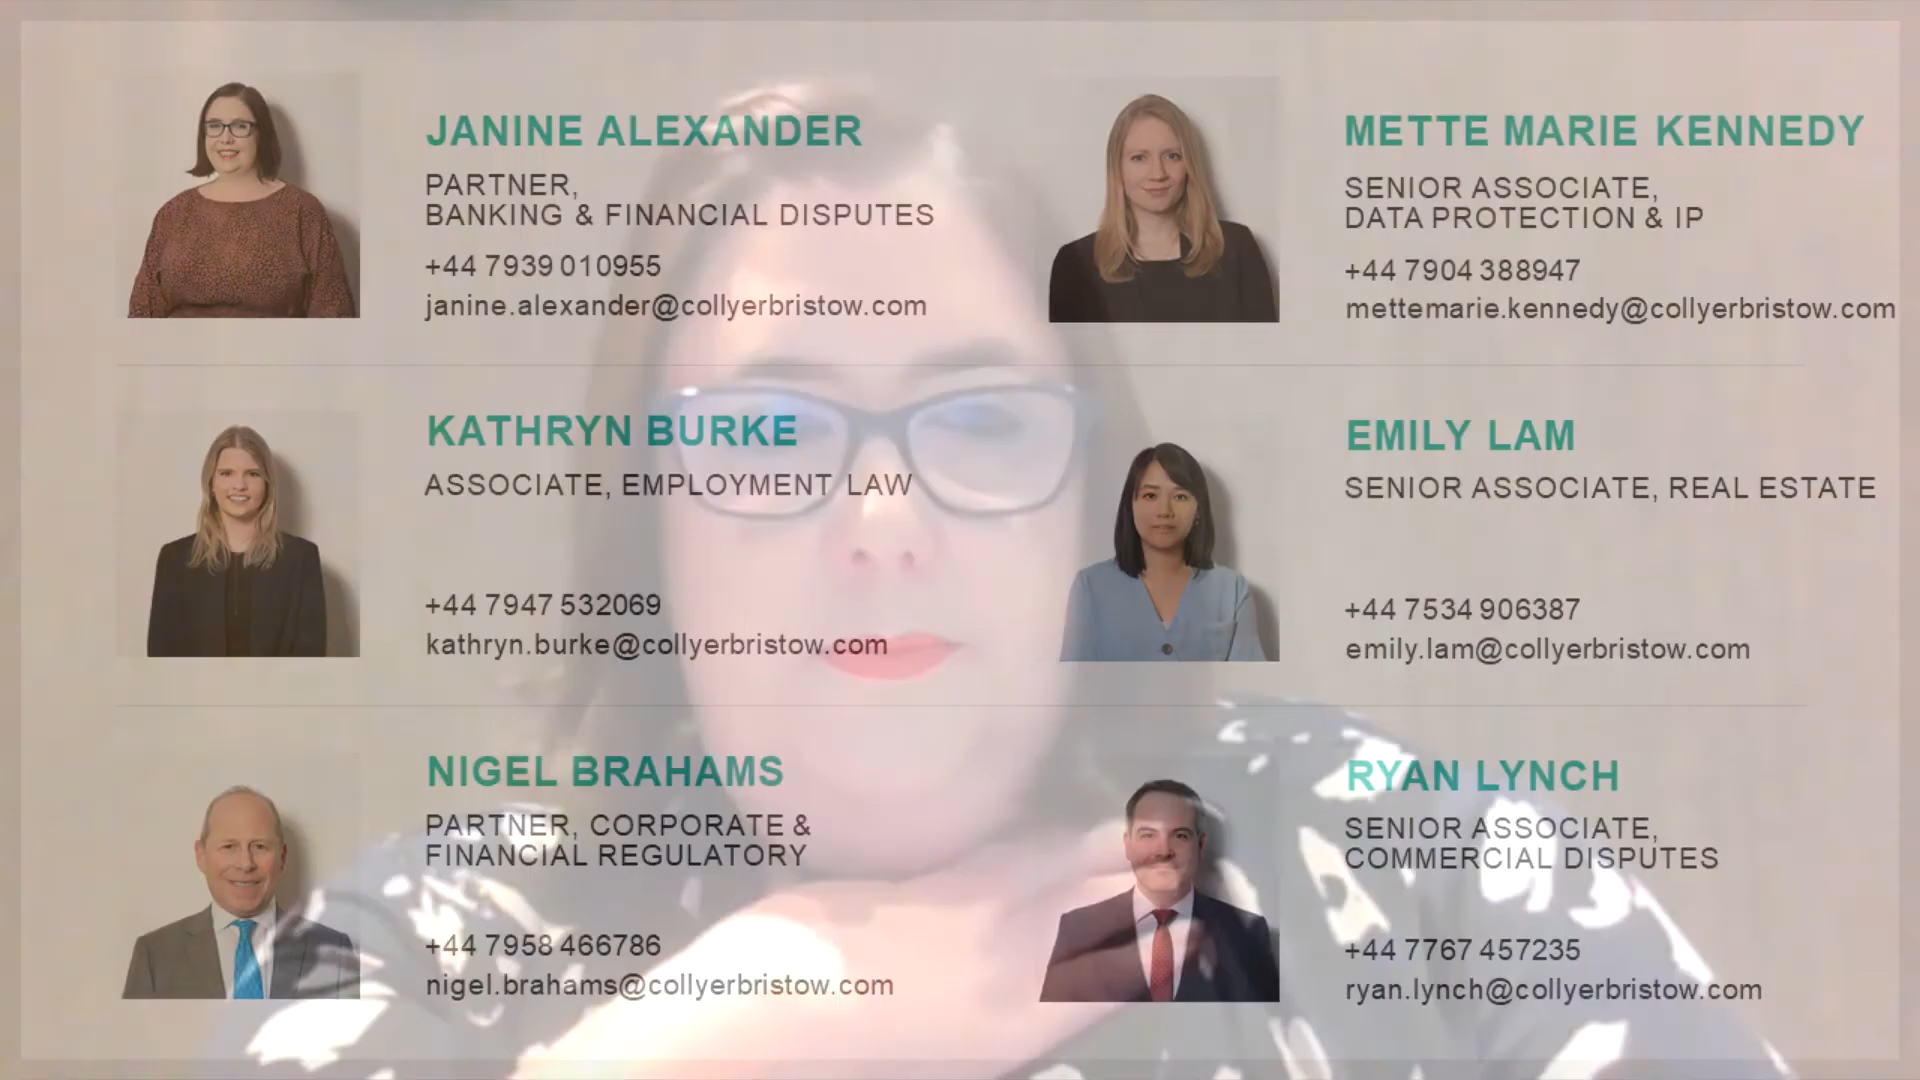 JANINE ALEXANDER
PARTNER,
BANKING & FINANCIAL DISPUTES
+44 7939 010955
janine.alexander@collyerbristow.com
METTE MARIE KENNEDY
SENIOR ASSOCIATE,
DATA PROTECTION & IP
+44 7904 388947
mettemarie.kennedy@collyerbristow.com
KATHRYN BURKE
ASSOCIATE, EMPLOYMENT LAW
+44 7947 532069
kathryn.burke@collyerbristow.com
EMILY LAM
SENIOR ASSOCIATE, REAL ESTATE
+44 7534 906387
emily.lam@collyerbristow.com
NIGEL BRAHAMS
PARTNER, CORPORATE &
FINANCIAL REGULATORY
+44 7958 466786
nigel.brahams@collyerbristow.com
RYAN LYNCH
SENIOR ASSOCIATE,
COMMERCIAL DISPUTES
+44 7767 457235
ryan.lynch@collyerbristow.com